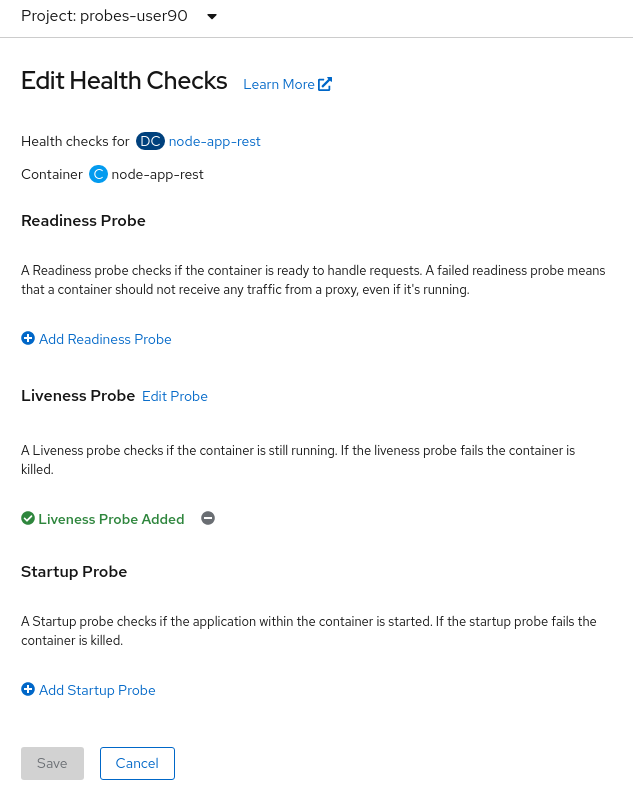 Project: probes-user90
Edit Health Checks Learn More
Health checks for DC node-app-rest
Container C node-app-rest
Readiness Probe
A Readiness probe checks if the container is ready to handle requests. A failed readiness probe means
that a container should not receive any traffic from a proxy, even if it's running.
Add Readiness Probe
Liveness Probe Edit Probe
A Liveness probe checks if the container is still running. If the liveness probe fails the container is
killed.
Liveness Probe Added
Startup Probe
A Startup probe checks if the application within the container is started. If the startup probe fails the
container is killed.
Add Startup Probe
Save Cancel